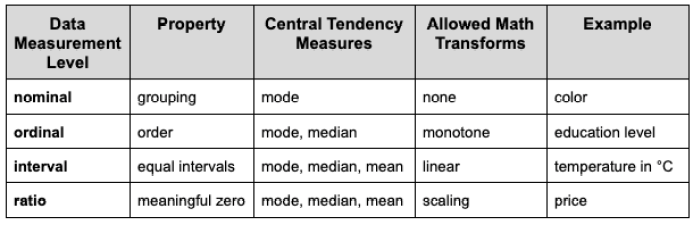 Data Measurement Level Property Central Tendency Measures Allowed Math Transforms Example
nominal grouping mode none color
ordinal order mode, median monotone education level
interval equal intervals mode, median, mean linear temperature in °C
ratio meaningful zero mode, median, mean scaling price